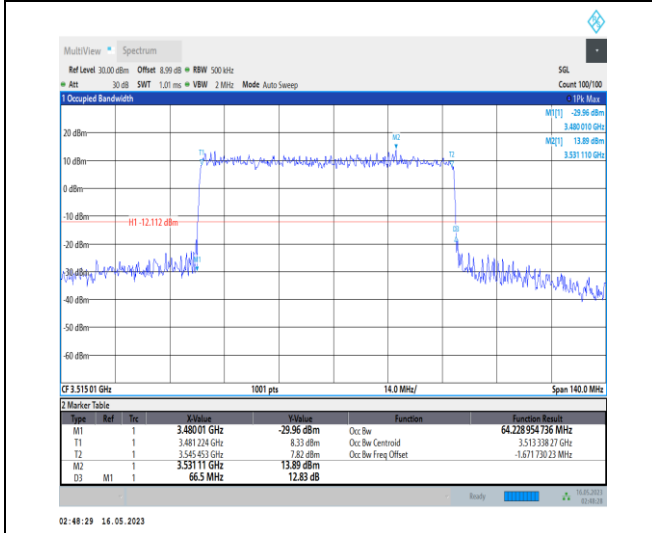 MultiView Spectrum
Ref Level 30.00 dBm Offset 8.99 dB RBW 500 kHz SGL
Att 30 dB SWT 1.01 ms VBW 2 MHz Mode Auto Sweep Count 100/100
1 Occupied Bandwidth 1Pk Max
M1[1] -29.96 dBm
3.480 010 GHz
M2[1] 13.89 dBm
3.531 110 GHz
20 dBm
M2
T1 T2
10 dBm
0 dBm
-10 dBm
H1 -12.112 dBm
D3
-20 dBm
M1
-30 dBm
-40 dBm
-50 dBm
-60 dBm
CF 3.515 01 GHz 1001 pts 14.0 MHz/ Span 140.0 MHz
2 Marker Table
Type Ref Trc X-Value Y-Value Function Function Result
M1 1 3.48001 GHz -29.96 dBm Occ Bw 64.228 954 736 MHz
T1 1 3.481 224 GHz 8.33 dBm Occ Bw Centroid 3.513 338 27 GHz
T2 1 3.545 453 GHz 7.82 dBm Occ Bw Freq Offset -1.671 730 23 MHz
M2 1 3.53111 GHz 13.89 dBm
D3 M1 1 66.5 MHz 12.83 dB
Ready 16.05.2023
02:48:28
02:48:29 16.05.2023